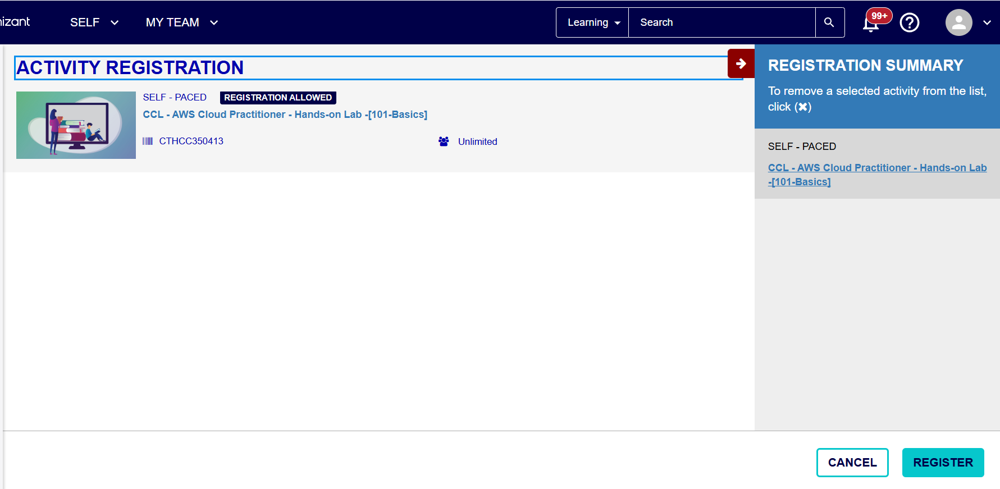 nizant
SELF
MY TEAM
Learning
Search
99+
ACTIVITY REGISTRATION
SELF - PACED
REGISTRATION ALLOWED
CCL - AWS Cloud Practitioner - Hands-on Lab -[101-Basics]
CTHCC350413
Unlimited
REGISTRATION SUMMARY
To remove a selected activity from the list,
click (✖)
SELF - PACED
CCL - AWS Cloud Practitioner - Hands-on Lab
-[101-Basics]
CANCEL
REGISTER